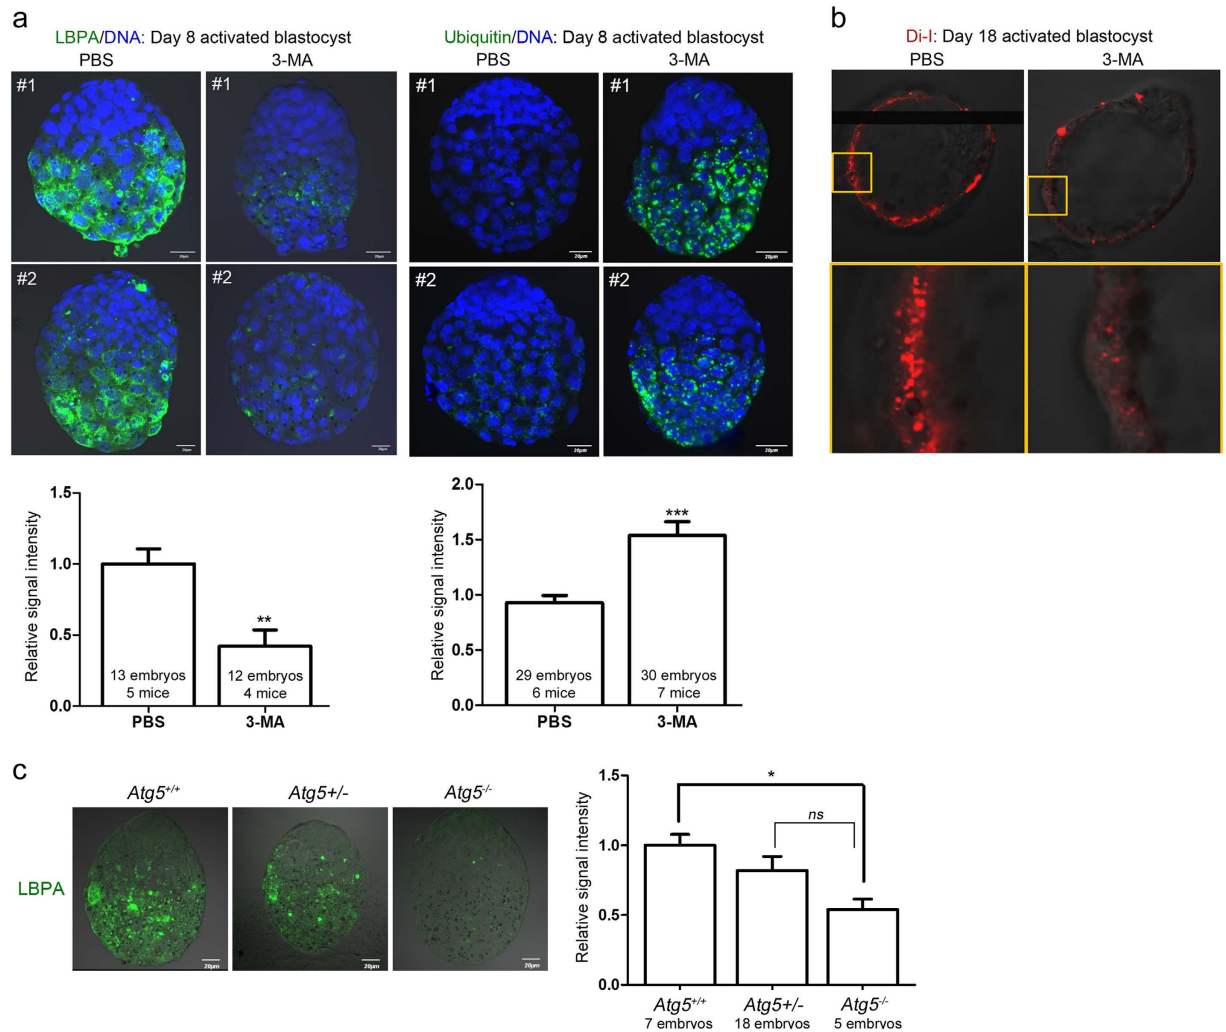 a
LBPA/DNA: Day 8 activated blastocyst
PBS 3-MA
#1
#2
20µm
20µm
20µm
20µm
Relative signal intensity
1.5
1.0
0.5
0.0
**
13 embryos
5 mice
12 embryos
4 mice
PBS 3-MA
Ubiquitin/DNA: Day 8 activated blastocyst
PBS 3-MA
#1 #1
#2 #2
20µm
20µm
20µm
20µm
Relative signal intensity
2.0
1.5
1.0
0.5
0.0
***
29 embryos
6 mice
30 embryos
7 mice
PBS 3-MA
b
Di-I: Day 18 activated blastocyst
PBS 3-MA
c
Atg5+/+ Atg5+/- Atg5-/-
LBPA
20µm
20µm
20µm
Relative signal intensity
1.5
1.0
0.5
0.0
*
ns
Atg5+/+ Atg5+/- Atg5-/-
7 embryos 18 embryos 5 embryos